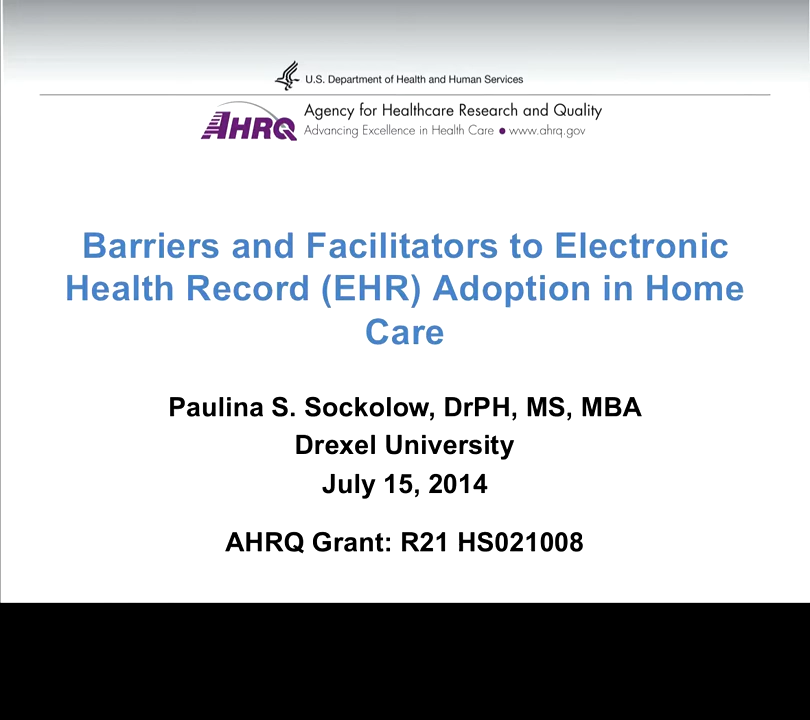 U.S. Department of Health and Human Services
AHRQ
Agency for Healthcare Research and Quality
Advancing Excellence in Health Care ● www.ahrq.gov
Barriers and Facilitators to Electronic
Health Record (EHR) Adoption in Home
Care
Paulina S. Sockolow, DrPH, MS, MBA
Drexel University
July 15, 2014
AHRQ Grant: R21 HS021008